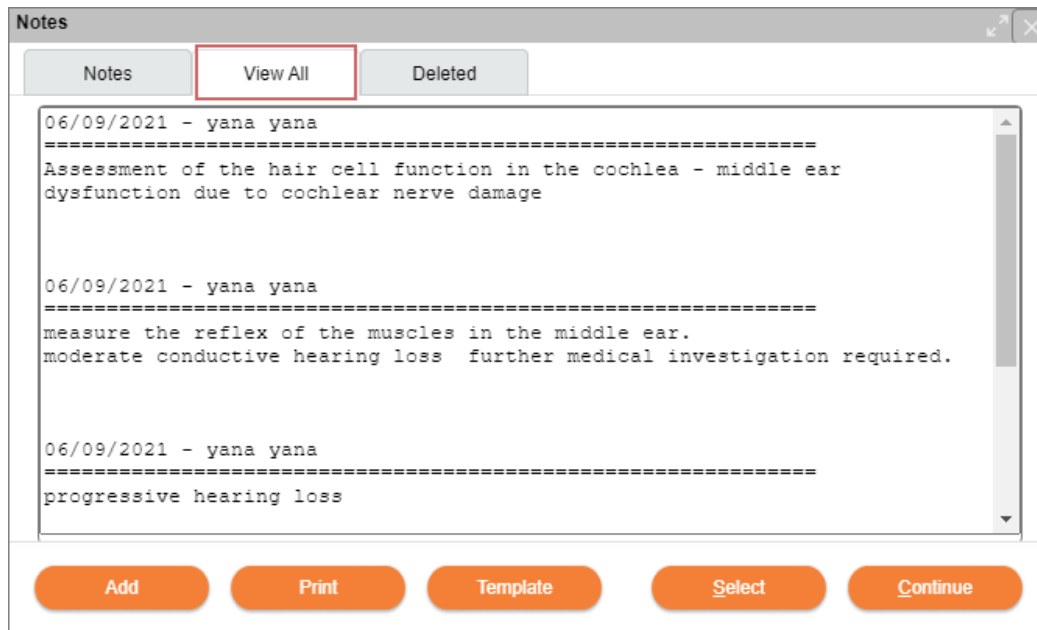 Notes
Notes View All Deleted
06/09/2021 - yana yana
==============================================================
Assessment of the hair cell function in the cochlea - middle ear
dysfunction due to cochlear nerve damage
06/09/2021 - yana yana
==============================================================
measure the reflex of the muscles in the middle ear.
moderate conductive hearing loss  further medical investigation required.
06/09/2021 - yana yana
==============================================================
progressive hearing loss
Add Print Template Select Continue